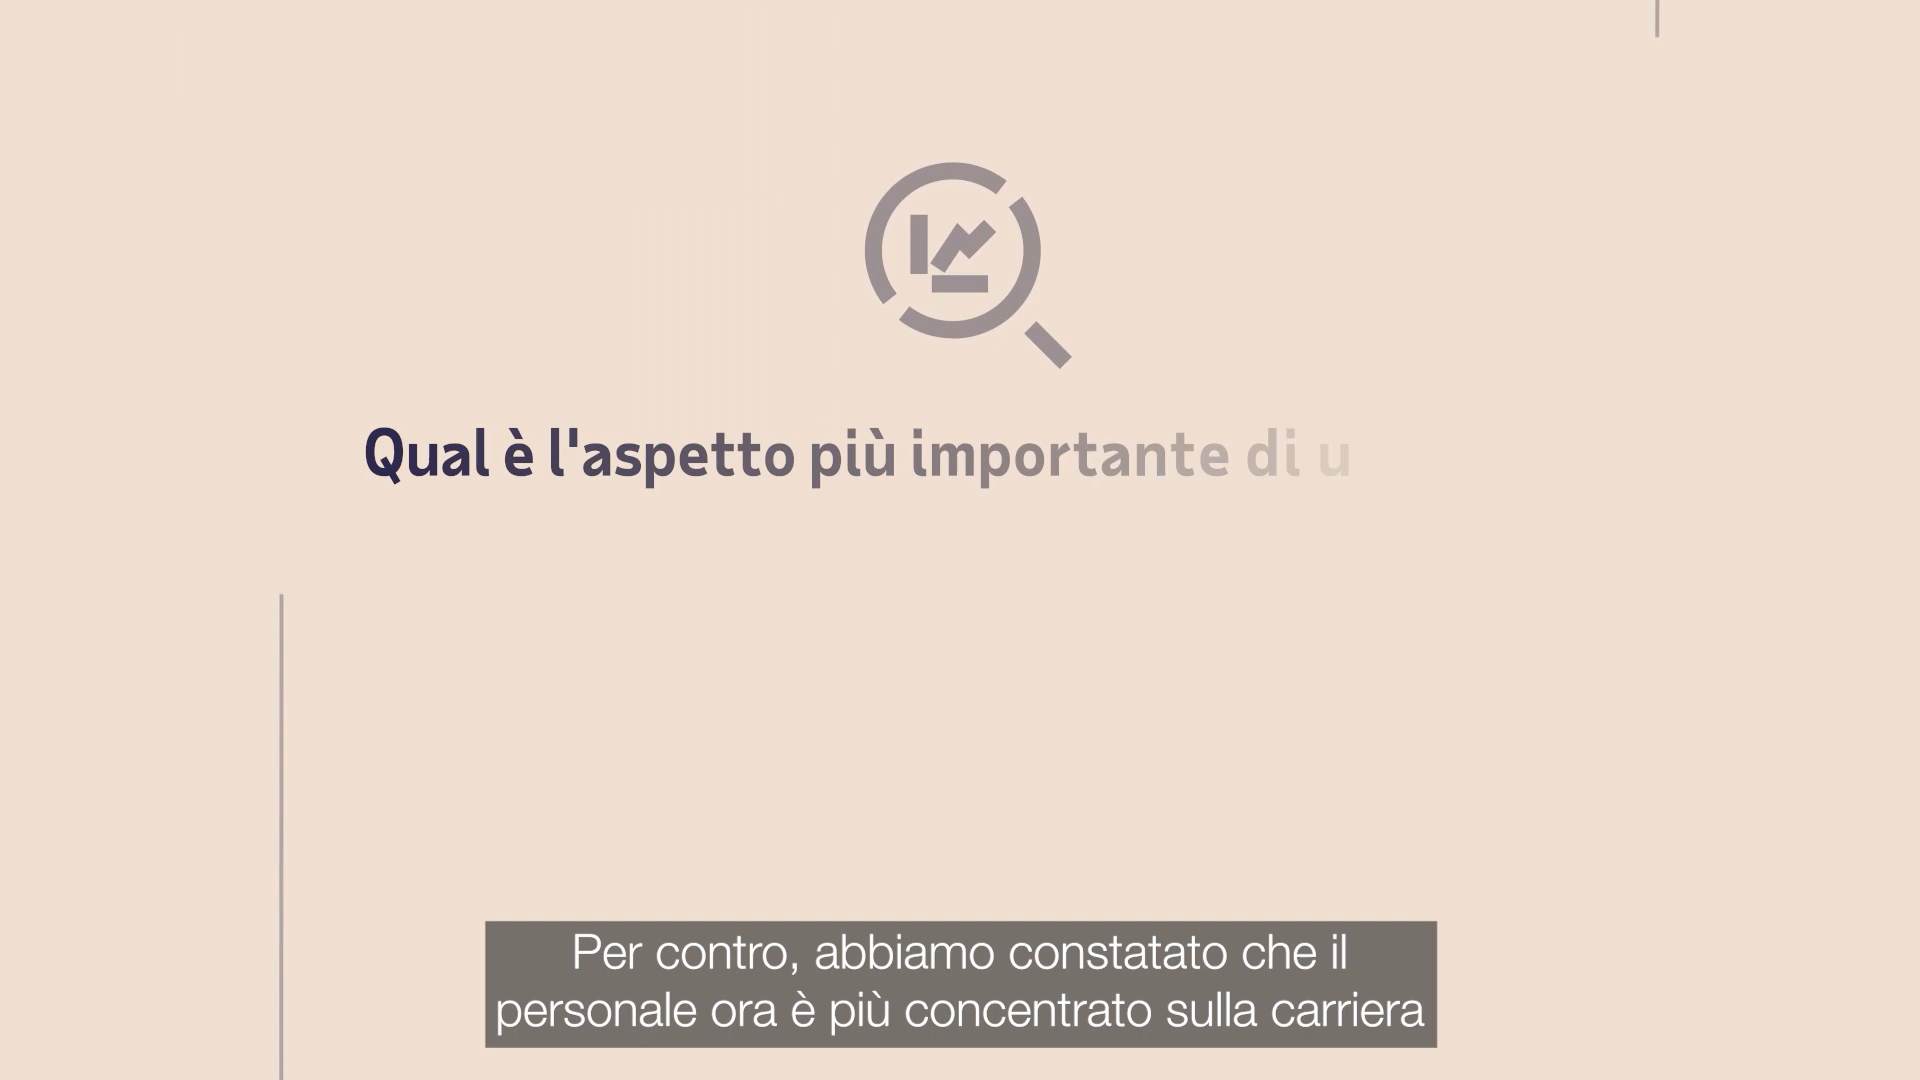 Qual è l'aspetto più importante di u
Per contro, abbiamo constatato che il
personale ora è più concentrato sulla carriera